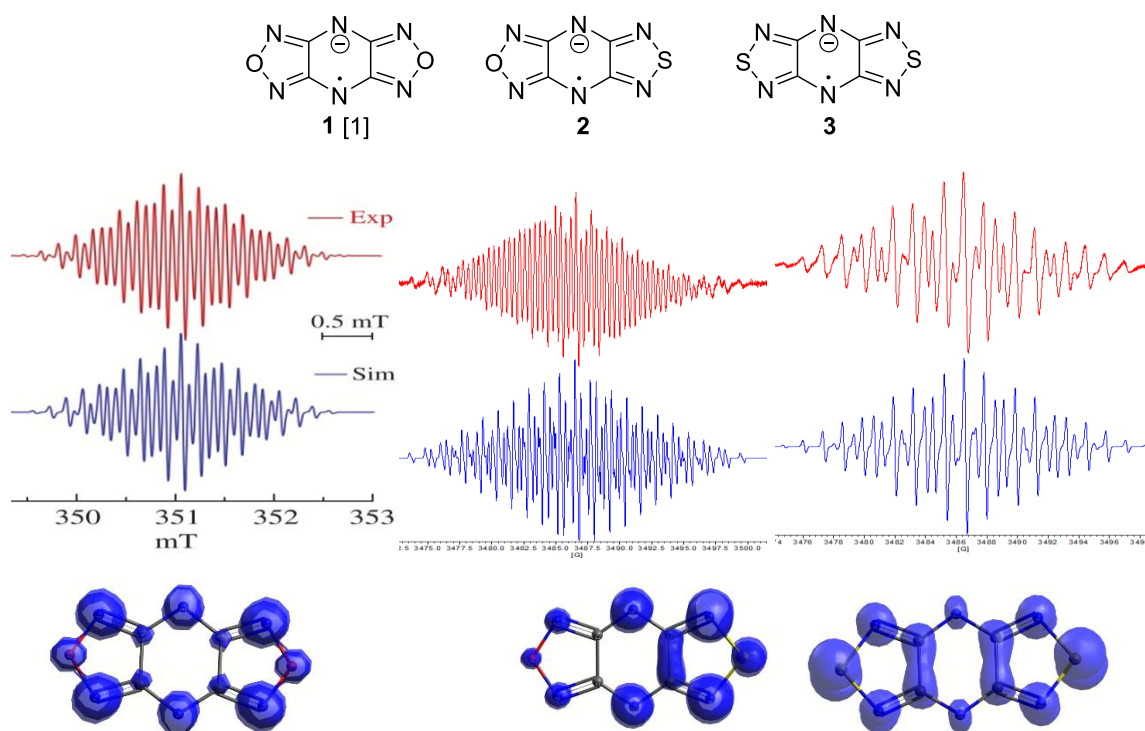 N N N N N N N N N
O ⊖ O O ⊖ S S ⊖ S
N N· N N N· N N N· N
1 [1] 2 3
Exp
0.5 mT
Sim
350 351 352 353
mT
2.5 3475.0 3477.5 3480.0 3482.5 3485.0 3487.5 3490.0 3492.5 3495.0 3497.5 3500.0
[G]
3476 3478 3480 3482 3484 3486 3488 3490 3492 3494 3496
[G]